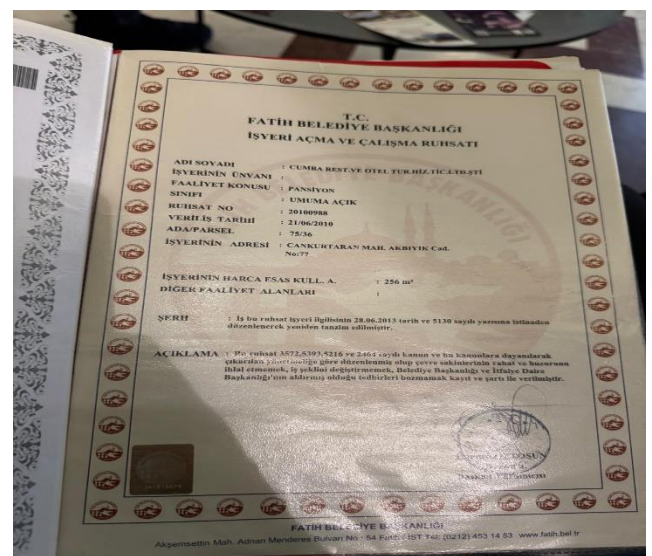 T.C.
FATİH BELEDİYE BAŞKANLIĞI
İŞYERİ AÇMA VE ÇALIŞMA RUHSATI
ADI SOYADI : CUMBA REST.VE OTEL TUR.HİZ.TİC.LTD.ŞTİ
İŞYERİNİN ÜNVANI :
FAALİYET KONUSU : PANSİYON
SINIFI : UMUMA AÇIK
RUHSAT NO : 20100988
VERİLİŞ TARİHİ : 21/06/2010
ADA/PARSEL : 75/36
İŞYERİNİN ADRESİ : CANKURTARAN MAH. AKBIYIK Cad.
No:77
İŞYERİNİN HARCA ESAS KULL. A. : 256 m²
DİĞER FAALİYET ALANLARI :
ŞERH : İş bu ruhsat işyeri ilgilisinin 28.06.2013 tarih ve 5130 sayılı yazısına istinaden
düzenlenerek yeniden tanzim edilmiştir.
AÇIKLAMA : Bu ruhsat 3572,5393,5216 ve 2464 sayılı kanun ve bu kanunlara dayanılarak
çıkarılan yönetmeliğe göre düzenlenmiş olup çevre sakinlerinin rahat ve huzurunu
ihlal etmemek, iş şeklini değiştirmemek, Belediye Başkanlığı ve İtfaiye Daire
Başkanlığı'nın aldırmış olduğu tedbirleri bozmamak kayıt ve şartı ile verilmiştir.
TOSUN
Başkan Yardımcısı
FATİH BELEDİYE BAŞKANLIĞI
Akşemsettin Mah. Adnan Menderes Bulvarı No : 54 Fatih / İST Tel: (0212) 453 14 53 www.fatih.bel.tr